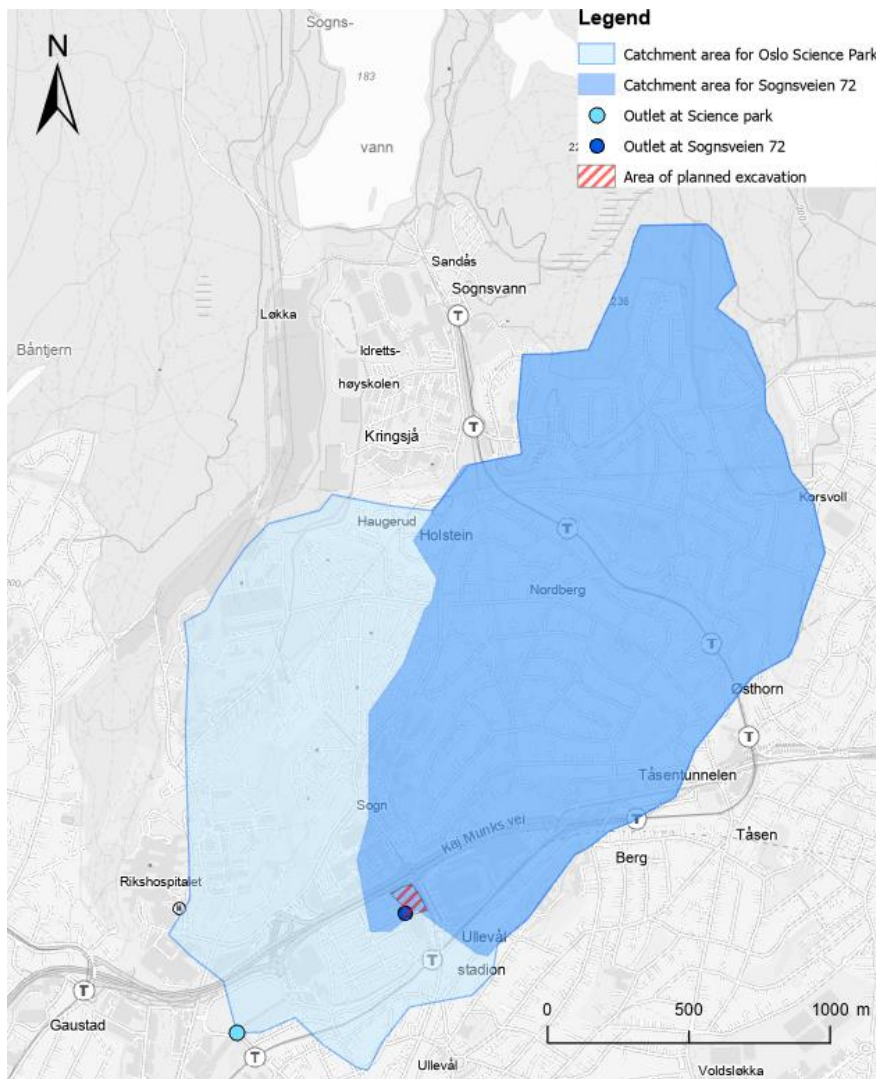 Legend
Catchment area for Oslo Science Park
Catchment area for Sognsveien 72
Outlet at Science park
Outlet at Sognsveien 72
Area of planned excavation
N
Sogns-
183
vann
Sandås
Sognsvann
T
Løkka
238
Båntjern
Idretts-
høyskolen
Kringsjå
T
Korsvoll
Haugerud
Holstein
T
Nordberg
T
Østhorn
T
Tåsentunnelen
Sogn
Kaj Munks vei
T
Tåsen
Berg
Rikshospitalet
H
Ullevål
stadion
T
T
Gaustad
0 500 1000 m
T
Ullevål
Voldsløkka